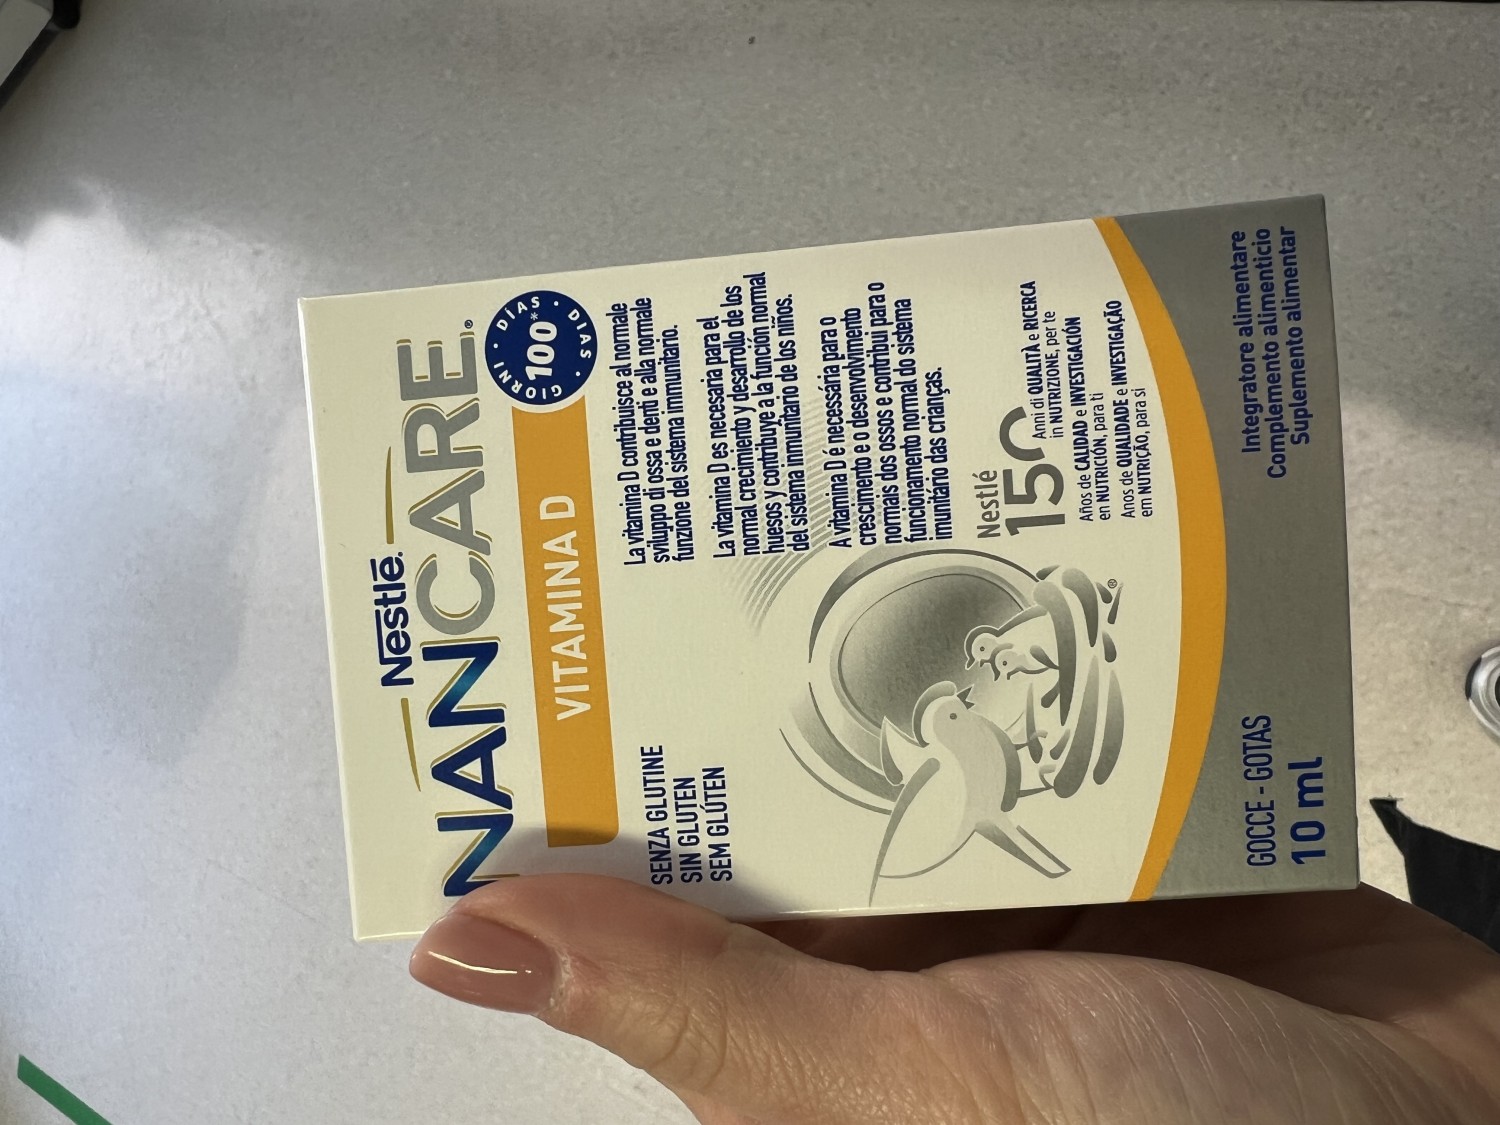 Nestlé®
NANCARE®
VITAMINA D
GIORNI · DÍAS · DIAS ·
100*
SENZA GLUTINE
SIN GLUTEN
SEM GLÚTEN
La vitamina D contribuisce al normale
sviluppo di ossa e denti e alla normale
funzione del sistema immunitario.
La vitamina D es necesaria para el
normal crecimiento y desarrollo de los
huesos y contribuye a la función normal
del sistema inmunitario de los niños.
A vitamina D é necessária para o
crescimento e o desenvolvimento
normais dos ossos e contribui para o
funcionamento normal do sistema
imunitário das crianças.
Nestlé
150
Anni di QUALITÀ e RICERCA
in NUTRIZIONE, per te
Años de CALIDAD e INVESTIGACIÓN
en NUTRICIÓN, para ti
Anos de QUALIDADE e INVESTIGAÇÃO
em NUTRIÇÃO, para si
®
GOCCE - GOTAS
10 ml
Integratore alimentare
Complemento alimenticio
Suplemento alimentar